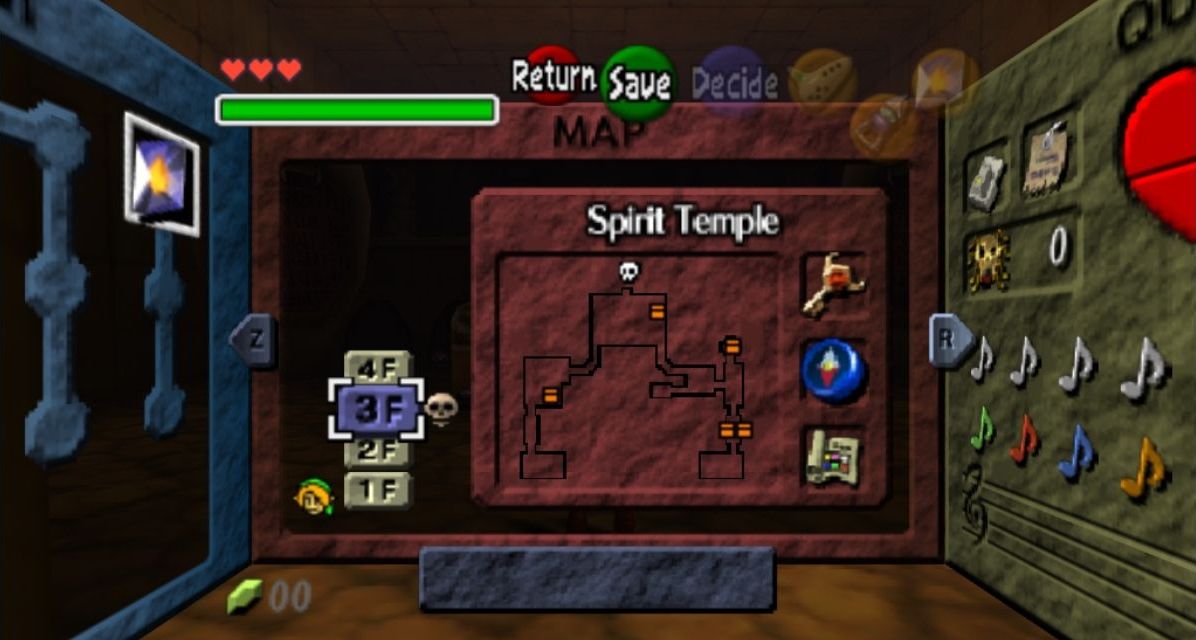 Return Save Decide
MAP
Spirit Temple
0
4F
3F
2F
1F
Z
R
00